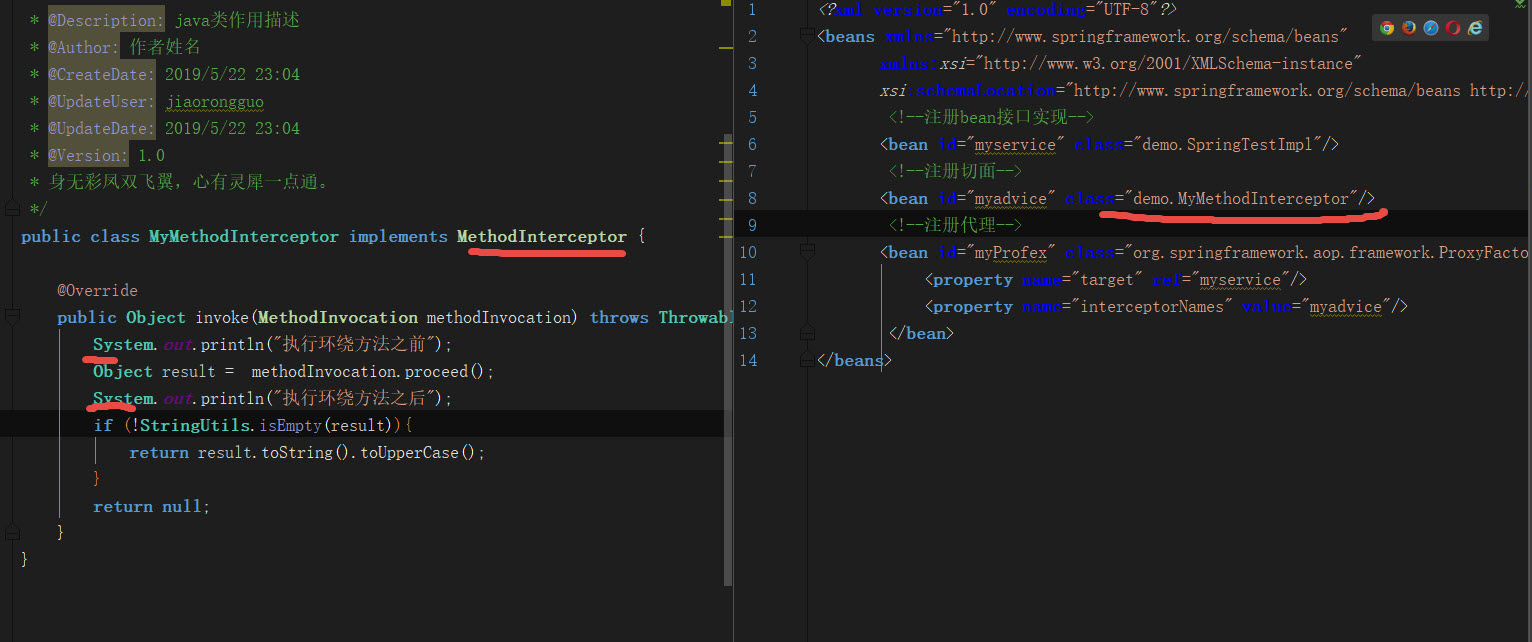 * @Description: java类作用描述
* @Author: 作者姓名
* @CreateDate: 2019/5/22 23:04
* @UpdateUser: jiaorongguo
* @UpdateDate: 2019/5/22 23:04
* @Version: 1.0
* 身无彩凤双飞翼，心有灵犀一点通。
*/
public class MyMethodInterceptor implements MethodInterceptor {
@Override
public Object invoke(MethodInvocation methodInvocation) throws Throwabl
System.out.println("执行环绕方法之前");
Object result = methodInvocation.proceed();
System.out.println("执行环绕方法之后");
if (!StringUtils.isEmpty(result)){
return result.toString().toUpperCase();
}
return null;
}
}
1 <?xml version="1.0" encoding="UTF-8"?>
2 <beans xmlns="http://www.springframework.org/schema/beans"
3 xmlns:xsi="http://www.w3.org/2001/XMLSchema-instance"
4 xsi:schemaLocation="http://www.springframework.org/schema/beans http:/
5 <!--注册bean接口实现-->
6 <bean id="myservice" class="demo.SpringTestImpl"/>
7 <!--注册切面-->
8 <bean id="myadvice" class="demo.MyMethodInterceptor"/>
9 <!--注册代理-->
10 <bean id="myProfex" class="org.springframework.aop.framework.ProxyFacto
11 <property name="target" ref="myservice"/>
12 <property name="interceptorNames" value="myadvice"/>
13 </bean>
14 </beans>